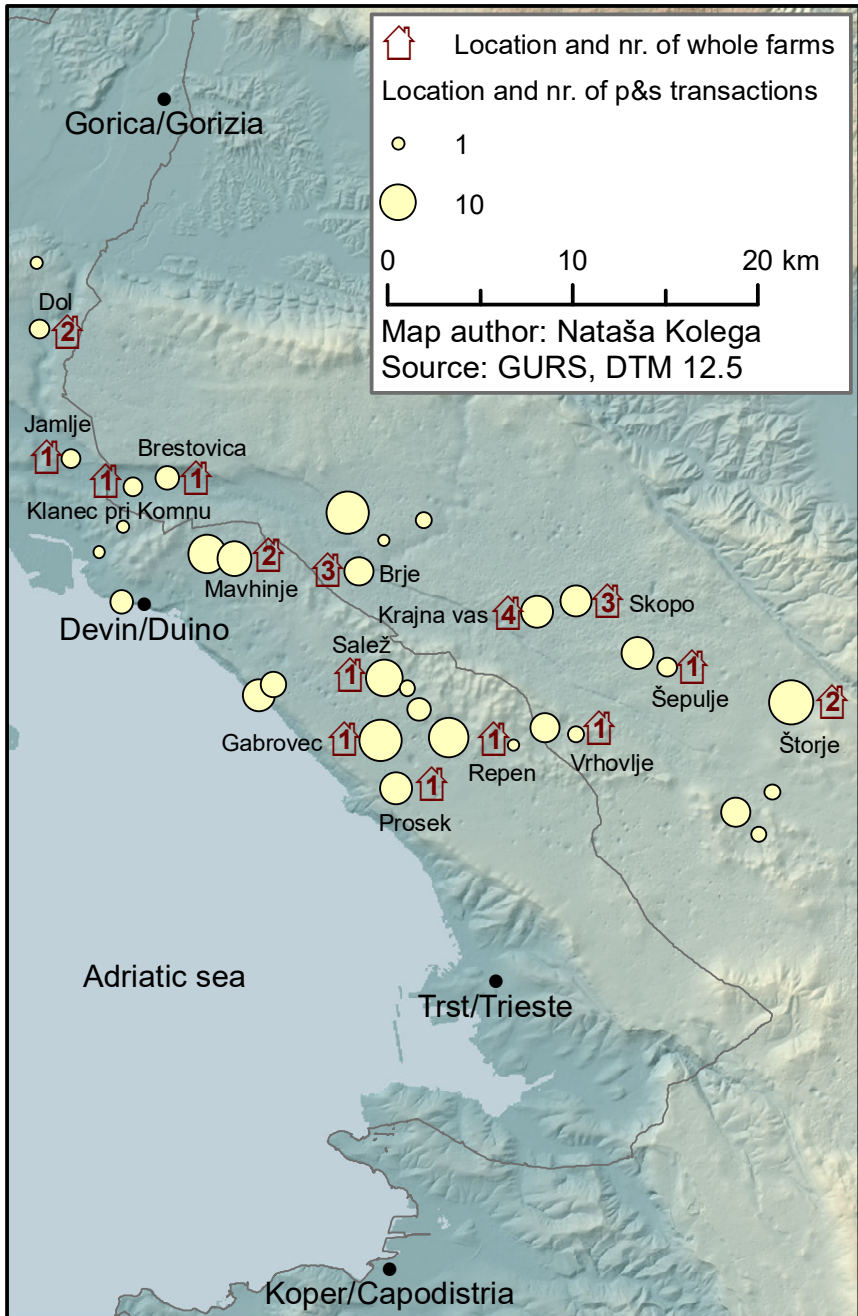 Location and nr. of whole farms
Location and nr. of p&s transactions
1
10
0 10 20 km
Map author: Nataša Kolega
Source: GURS, DTM 12.5
Gorica/Gorizia
Dol
2
Jamlje
1
Brestovica
1
1
Klanec pri Komnu
2
Mavhinje
3
Brje
Devin/Duino
Krajna vas
4
3
Skopo
Salež
1
1
Šepulje
2
Štorje
Gabrovec
1
1
Repen
1
Vrhovlje
1
Prosek
Adriatic sea
Trst/Trieste
Koper/Capodistria